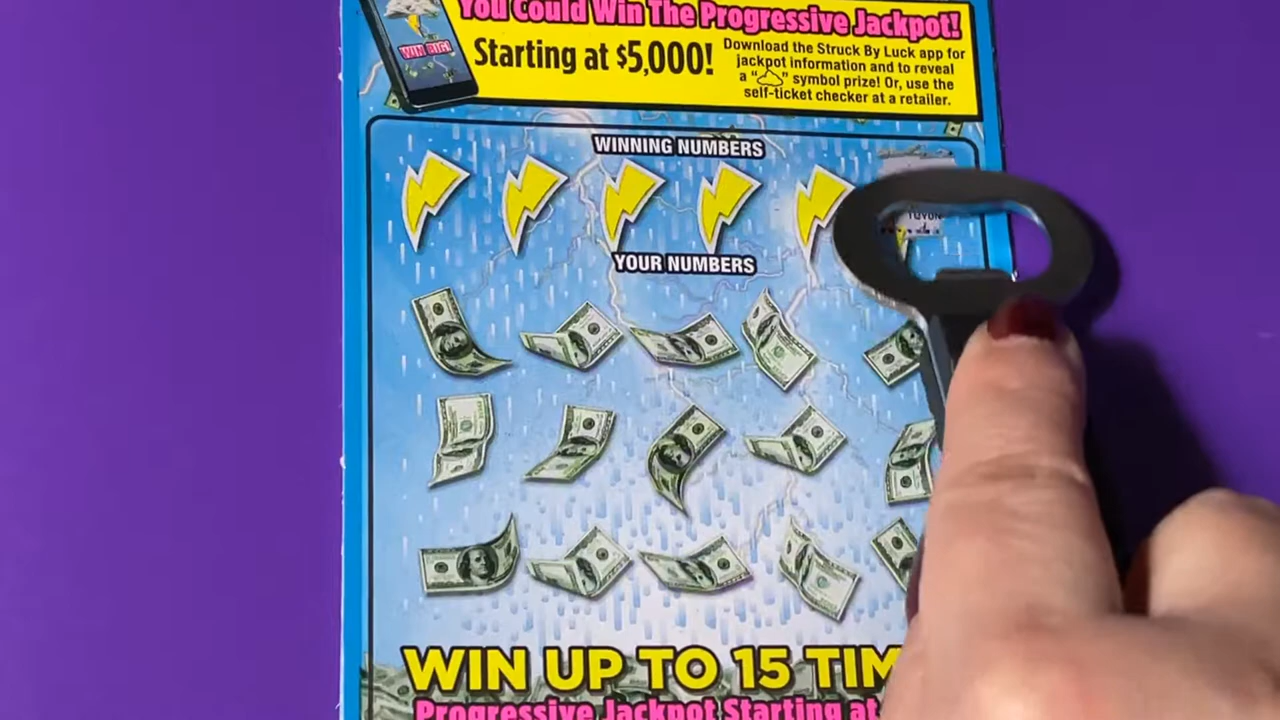 You Could Win The Progressive Jackpot!
Starting at $5,000!
Download the Struck By Luck app for
jackpot information and to reveal
a " " symbol prize! Or, use the
self-ticket checker at a retailer.
WIN BIG!
WINNING NUMBERS
YOUR NUMBERS
WIN UP TO 15 TIM
Progressive Jackpot Starting at